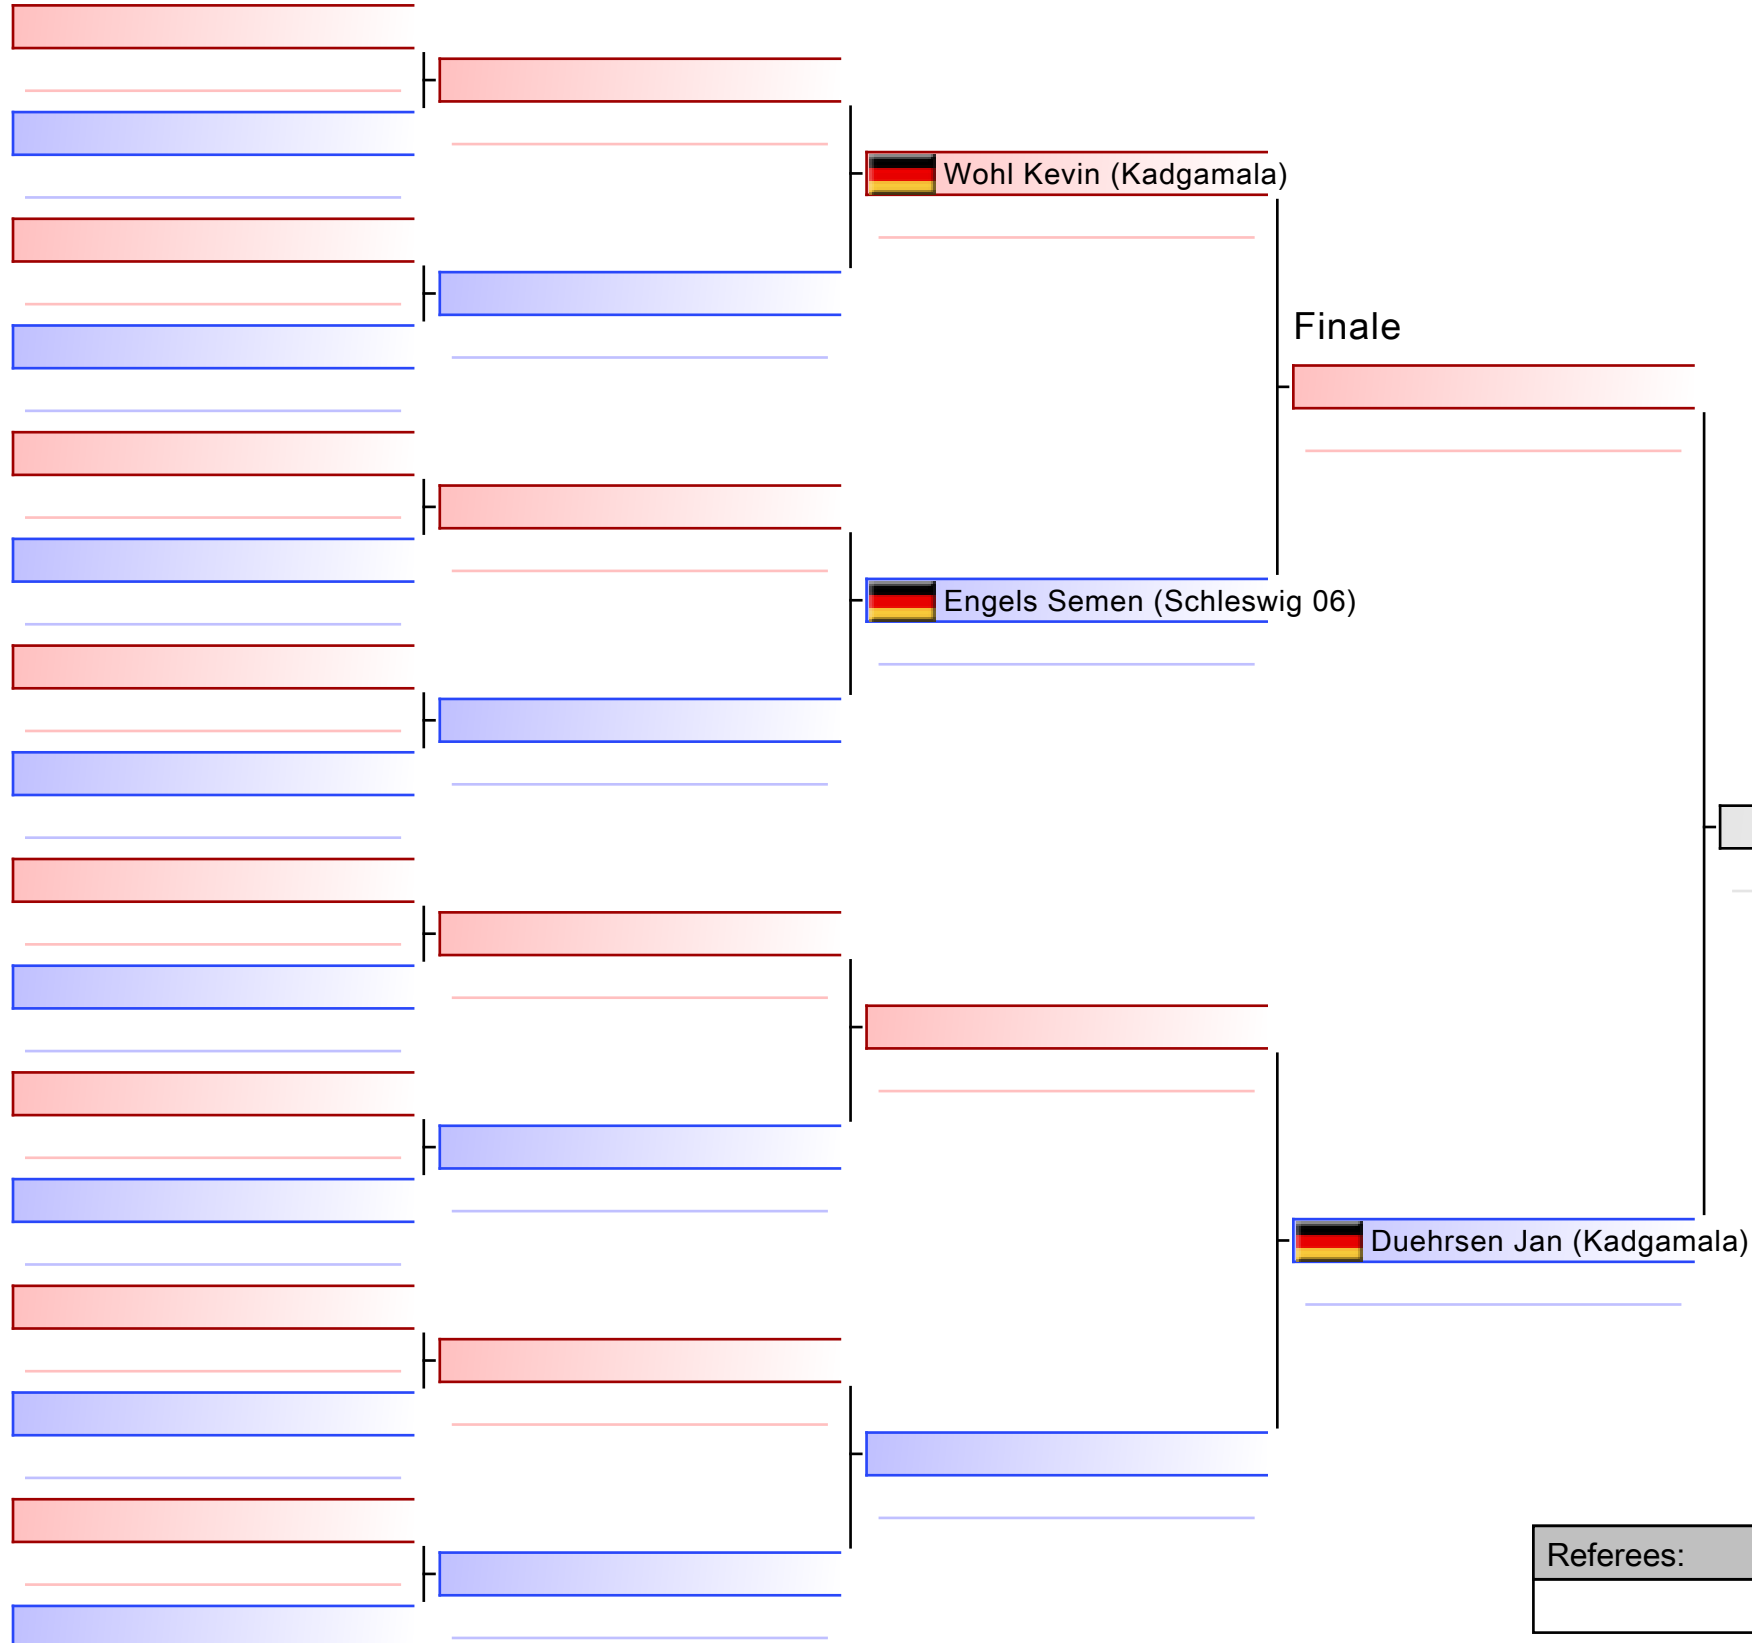 Wohl Kevin (Kadgamala)
Finale
Engels Semen (Schleswig 06)
Duehrsen Jan (Kadgamala)
Referees: